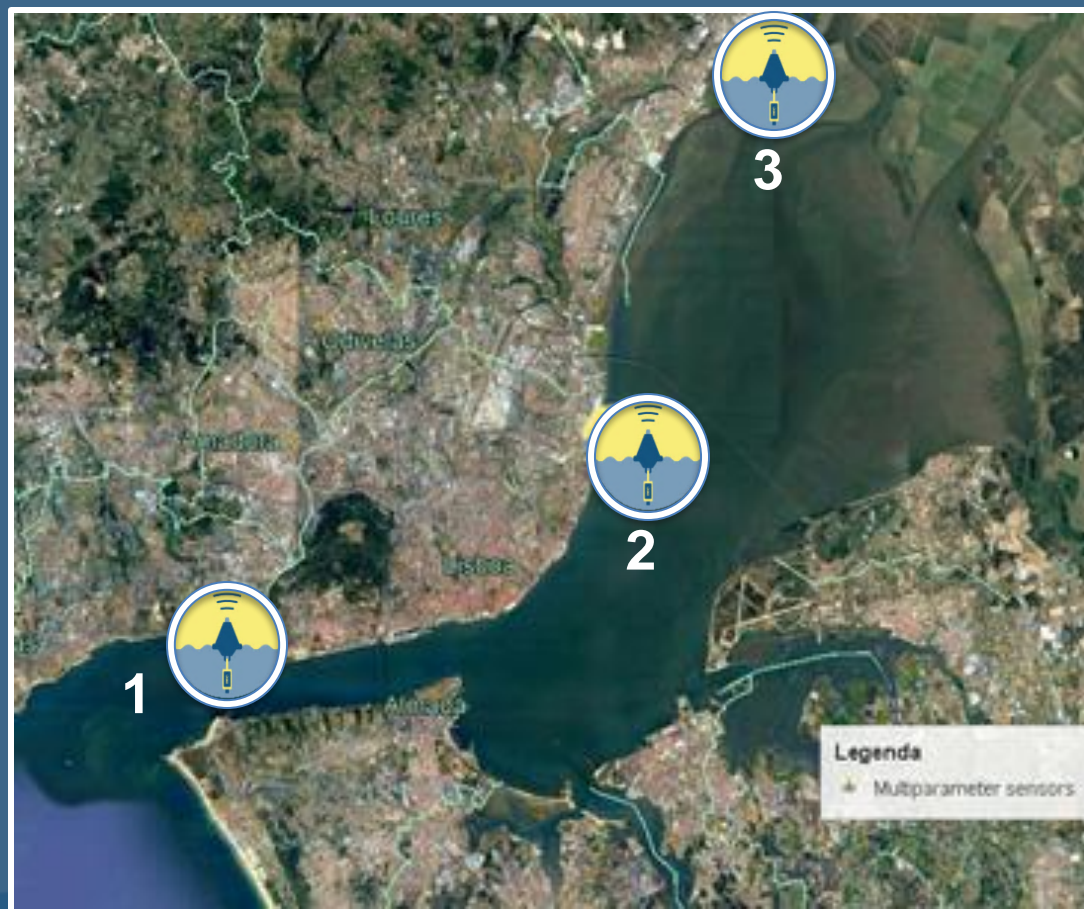 3
Loures
Odivelas
Amadora
2
Lisboa
1
Almada
Legenda
Multiparameter sensors